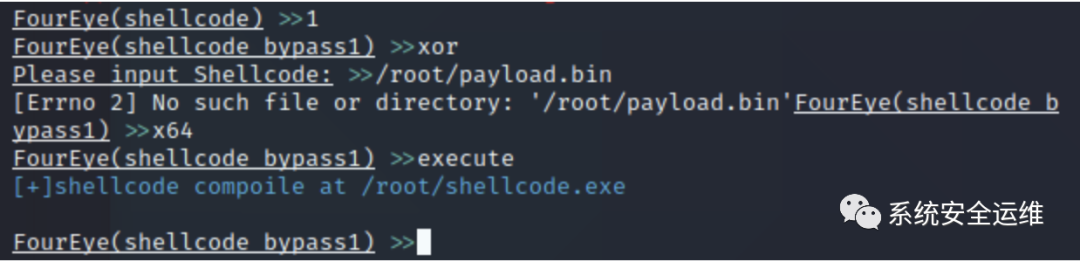 FourEye(shellcode) >>1
FourEye(shellcode bypass1) >>xor
Please input Shellcode: >>/root/payload.bin
[Errno 2] No such file or directory: '/root/payload.bin'FourEye(shellcode b
ypass1) >>x64
FourEye(shellcode bypass1) >>execute
[+]shellcode compoile at /root/shellcode.exe
系统安全运维
FourEye(shellcode bypass1) >>